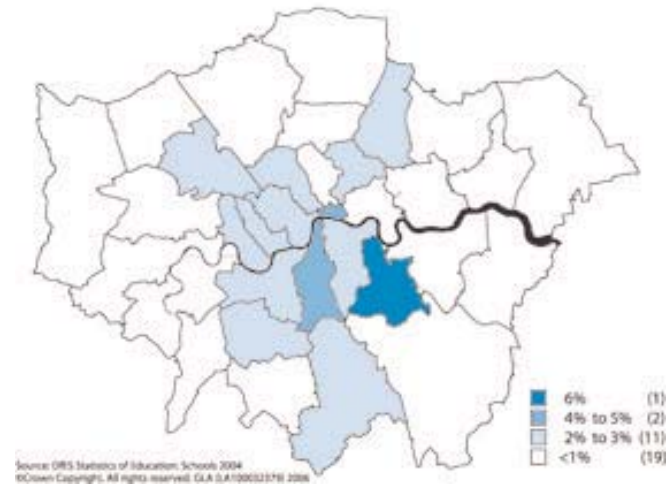 6% (1)
4% to 5% (2)
2% to 3% (11)
<1% (19)
Source: DfES Statistics of Education: Schools 2004
©Crown Copyright. All rights reserved. GLA (LA100032379) 2006